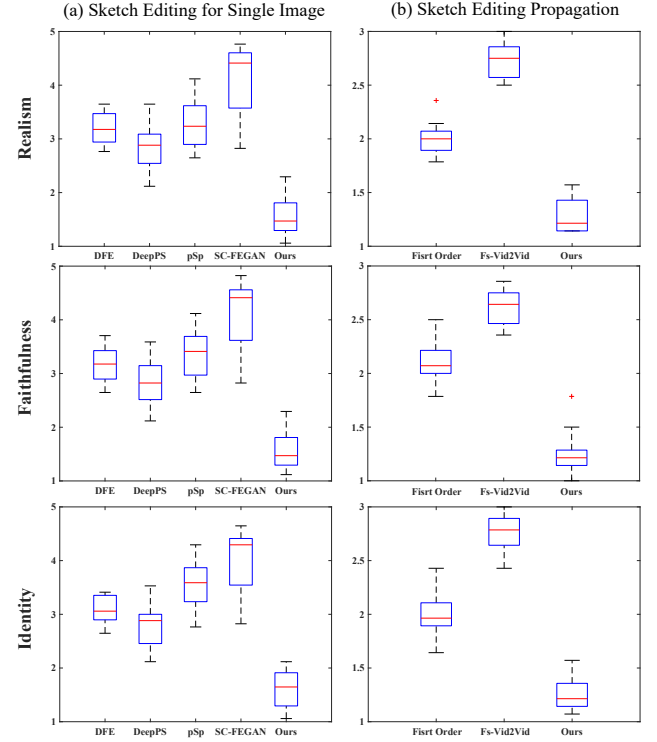 (a) Sketch Editing for Single Image
(b) Sketch Editing Propagation
Realism
5
4
3
2
1
DFE DeepPS pSp SC-FEGAN Ours
3
2.5
2
1.5
1
Fisrt Order Fs-Vid2Vid Ours
Faithfulness
5
4
3
2
1
DFE DeepPS pSp SC-FEGAN Ours
3
2.5
2
1.5
1
Fisrt Order Fs-Vid2Vid Ours
Identity
5
4
3
2
1
DFE DeepPS pSp SC-FEGAN Ours
3
2.5
2
1.5
1
Fisrt Order Fs-Vid2Vid Ours